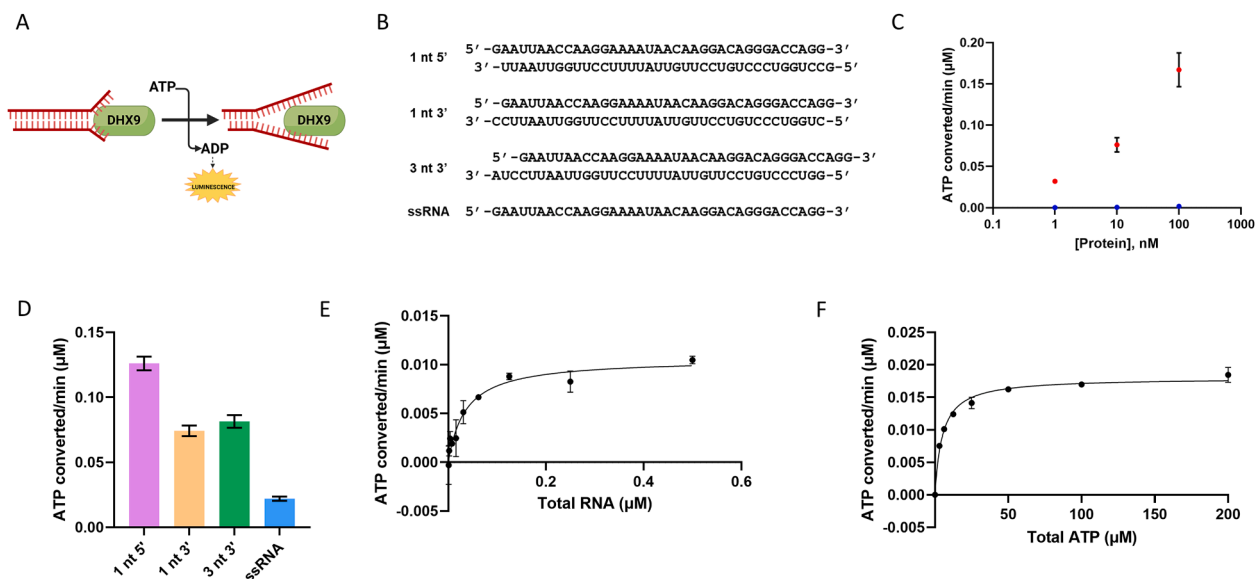 A
ATP
DHX9
DHX9
ADP
LUMINESCENCE
B
1 nt 5’
5’-GAAUUAACCAAGGAAAAUAACAAGGACAGGGACCAGG-3’
3’-UUAAUUGGUUCCUUUUAUUGUUCCUGUCCCUGGUCCG-5’
1 nt 3’
5’-GAAUUAACCAAGGAAAAUAACAAGGACAGGGACCAGG-3’
3’-CCUUAAUUGGUUCCUUUUAUUGUUCCUGUCCCUGGUC-5’
3 nt 3’
5’-GAAUUAACCAAGGAAAAUAACAAGGACAGGGACCAGG-3’
3’-AUCCUUAAUUGGUUCCUUUUAUUGUUCCUGUCCCUGG-5’
ssRNA
5’-GAAUUAACCAAGGAAAAUAACAAGGACAGGGACCAGG-3’
C
ATP converted/min (µM)
0.20
0.15
0.10
0.05
0.00
0.1
1
10
100
1000
[Protein], nM
D
ATP converted/min (µM)
0.15
0.10
0.05
0.00
1 nt 5'
1 nt 3'
3 nt 3'
ssRNA
E
ATP converted/min (µM)
0.015
0.010
0.005
0.000
-0.005
0.2
0.4
0.6
Total RNA (µM)
F
ATP converted/min (µM)
0.025
0.020
0.015
0.010
0.005
0.000
-0.005
50
100
150
200
Total ATP (µM)